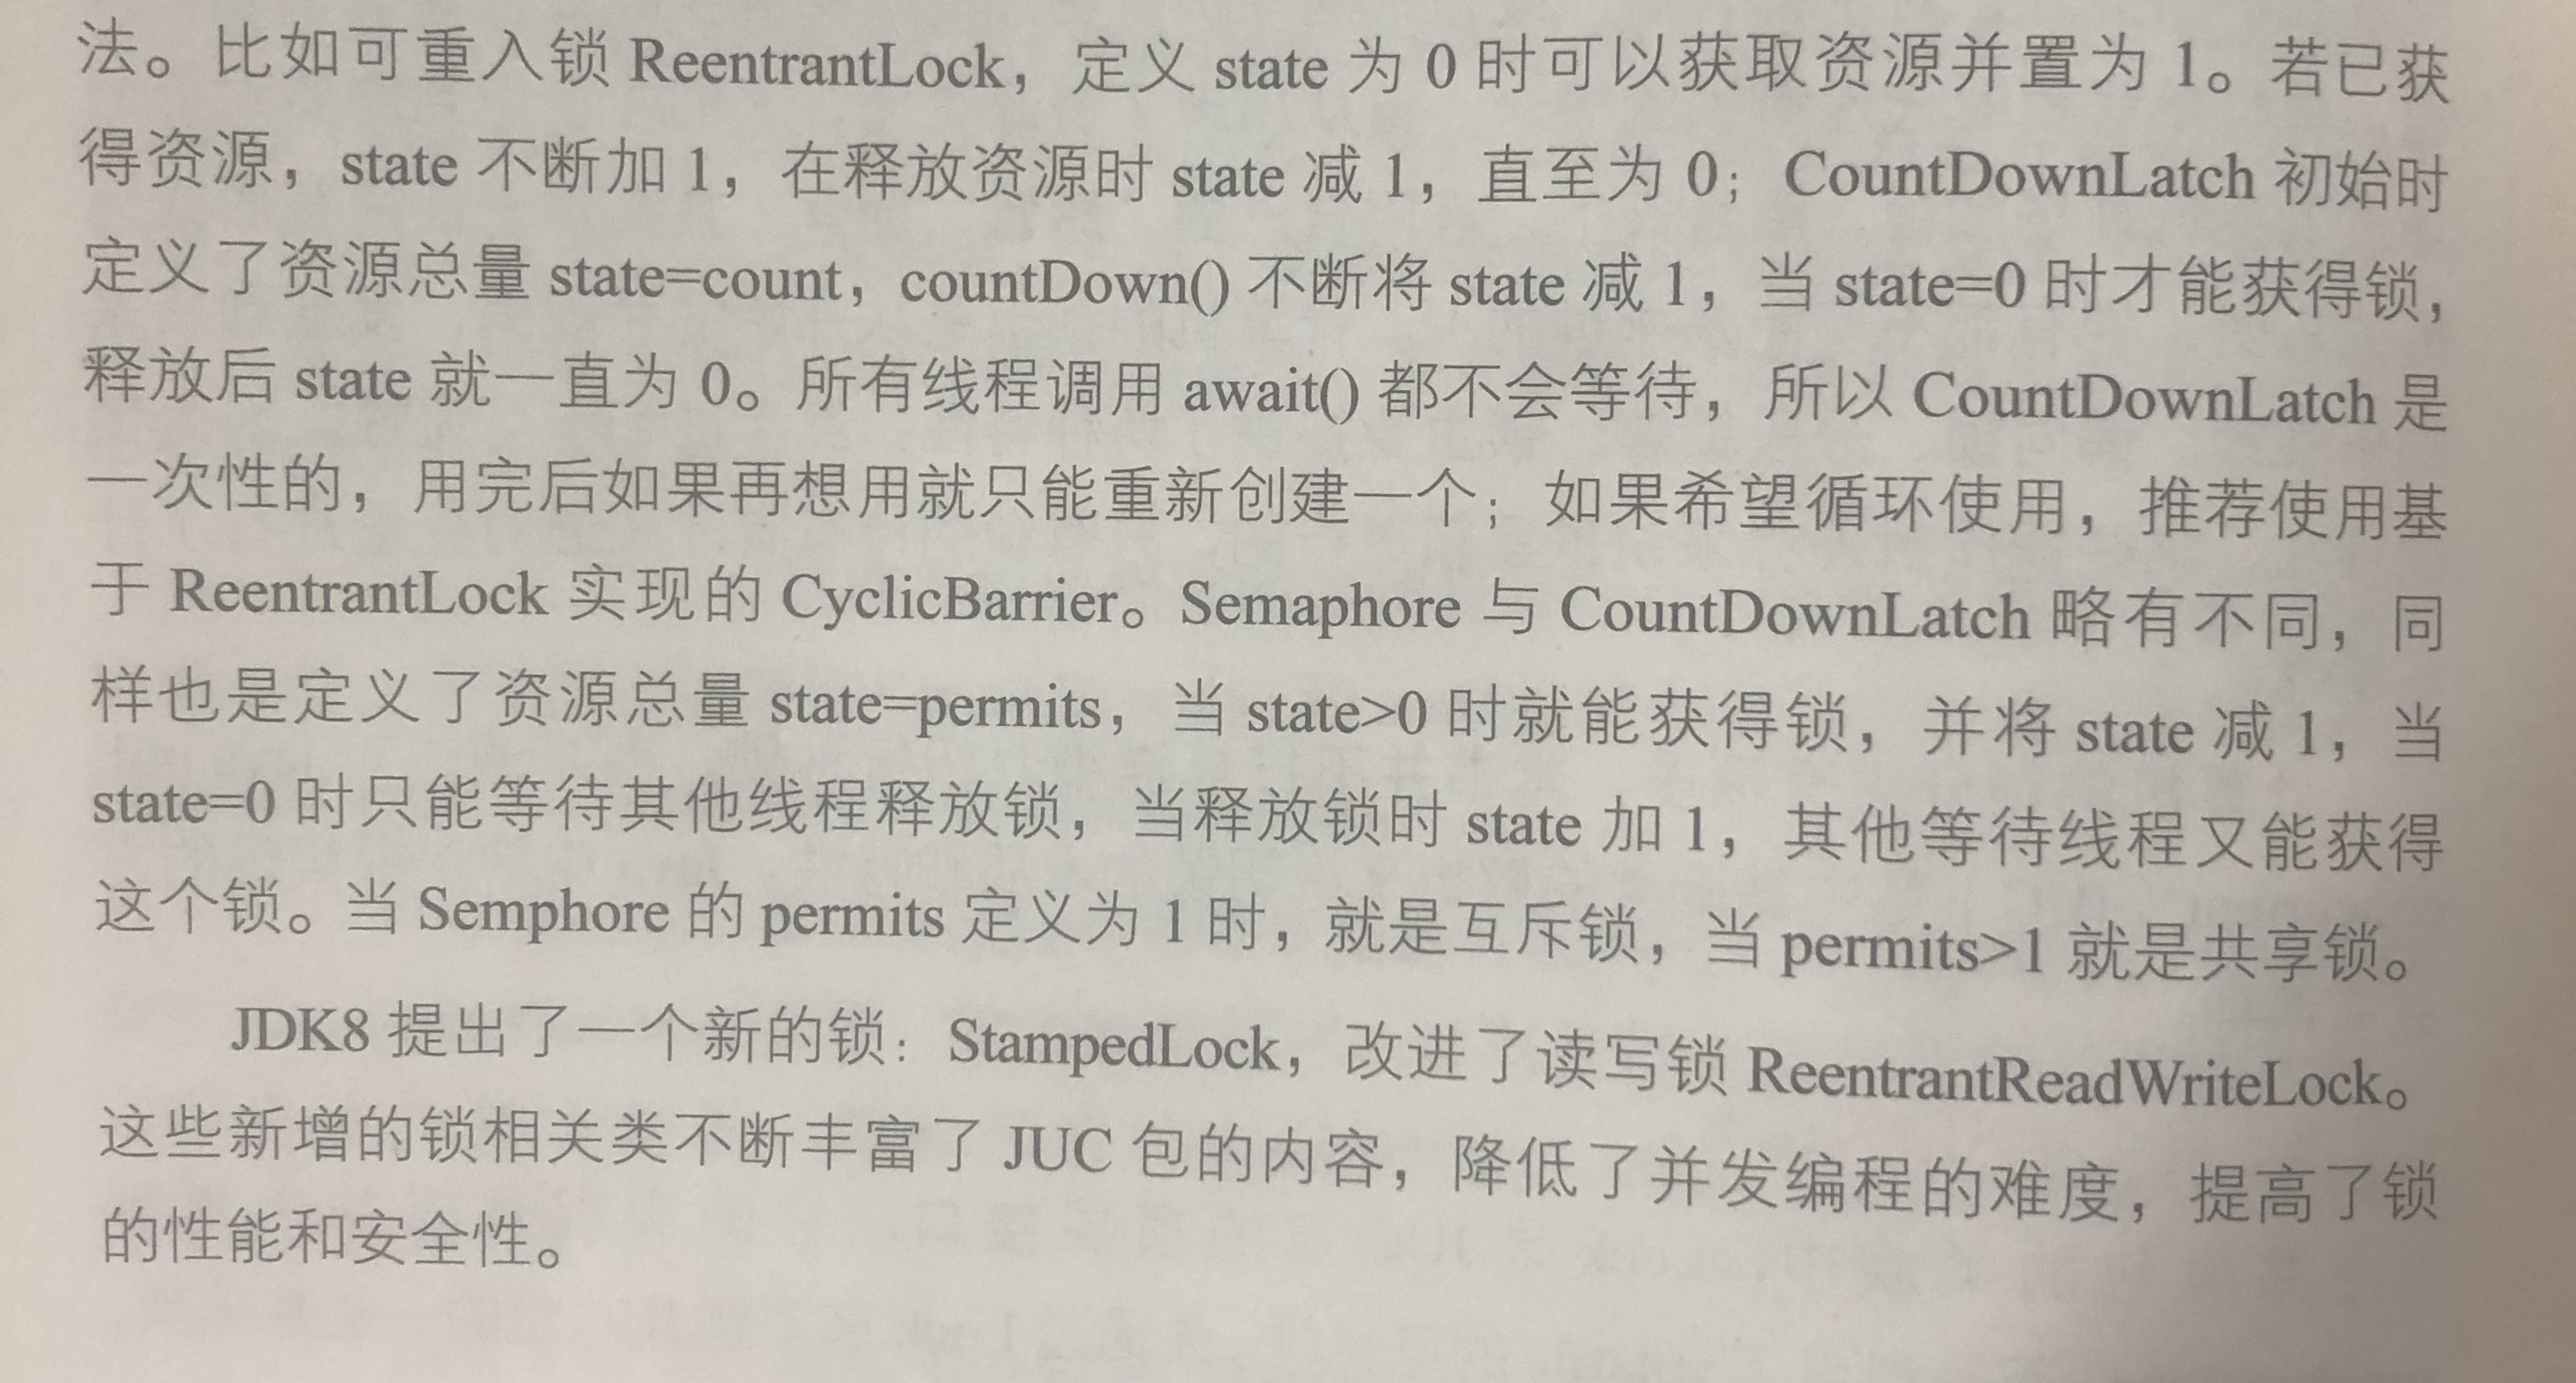 法。比如可重入锁 ReentrantLock，定义 state 为 0 时可以获取资源并置为 1。若已获
得资源，state 不断加 1，在释放资源时 state 减 1，直至为 0；CountDownLatch 初始时
定义了资源总量 state=count，countDown() 不断将 state 减 1，当 state=0 时才能获得锁，
释放后 state 就一直为 0。所有线程调用 await() 都不会等待，所以 CountDownLatch 是
一次性的，用完后如果再想用就只能重新创建一个；如果希望循环使用，推荐使用基
于 ReentrantLock 实现的 CyclicBarrier。Semaphore 与 CountDownLatch 略有不同，同
样也是定义了资源总量 state=permits，当 state>0 时就能获得锁，并将 state 减 1，当
state=0 时只能等待其他线程释放锁，当释放锁时 state 加 1，其他等待线程又能获得
这个锁。当 Semphore 的 permits 定义为 1 时，就是互斥锁，当 permits>1 就是共享锁。
JDK8 提出了一个新的锁：StampedLock，改进了读写锁 ReentrantReadWriteLock。
这些新增的锁相关类不断丰富了 JUC 包的内容，降低了并发编程的难度，提高了锁
的性能和安全性。